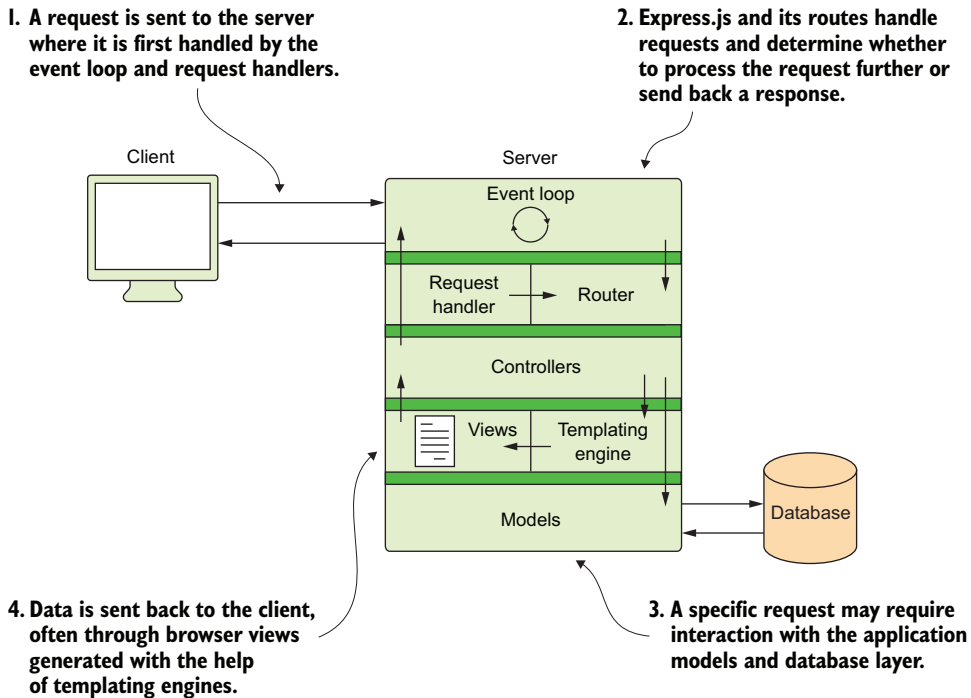 1. A request is sent to the server
where it is first handled by the
event loop and request handlers.
2. Express.js and its routes handle
requests and determine whether
to process the request further or
send back a response.
Client
Server
Event loop
Request
handler
Router
Controllers
Views
Templating
engine
Models
Database
4. Data is sent back to the client,
often through browser views
generated with the help
of templating engines.
3. A specific request may require
interaction with the application
models and database layer.